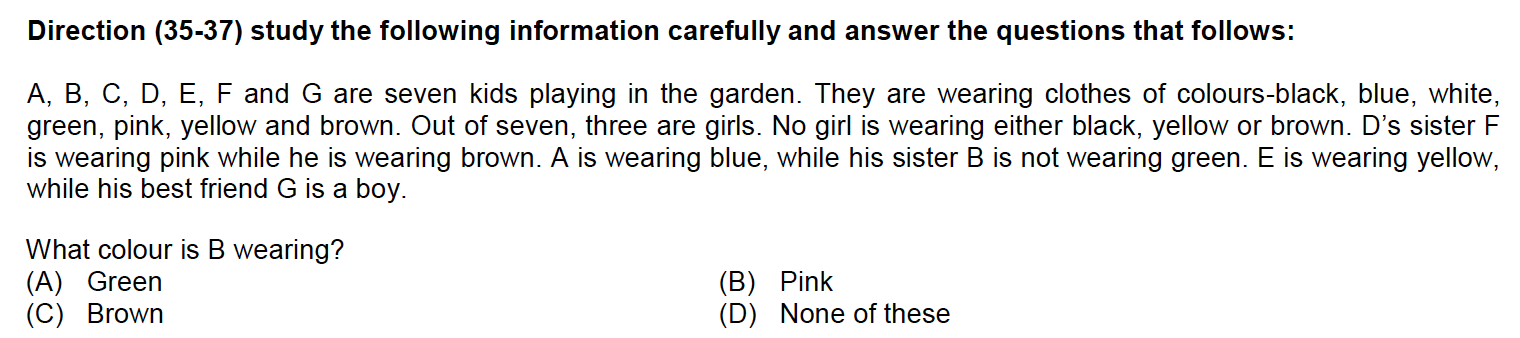 Direction (35-37) study the following information carefully and answer the questions that follows:
A, B, C, D, E, F and G are seven kids playing in the garden. They are wearing clothes of colours-black, blue, white,
green, pink, yellow and brown. Out of seven, three are girls. No girl is wearing either black, yellow or brown. D’s sister F
is wearing pink while he is wearing brown. A is wearing blue, while his sister B is not wearing green. E is wearing yellow,
while his best friend G is a boy.
What colour is B wearing?
(A) Green (B) Pink
(C) Brown (D) None of these